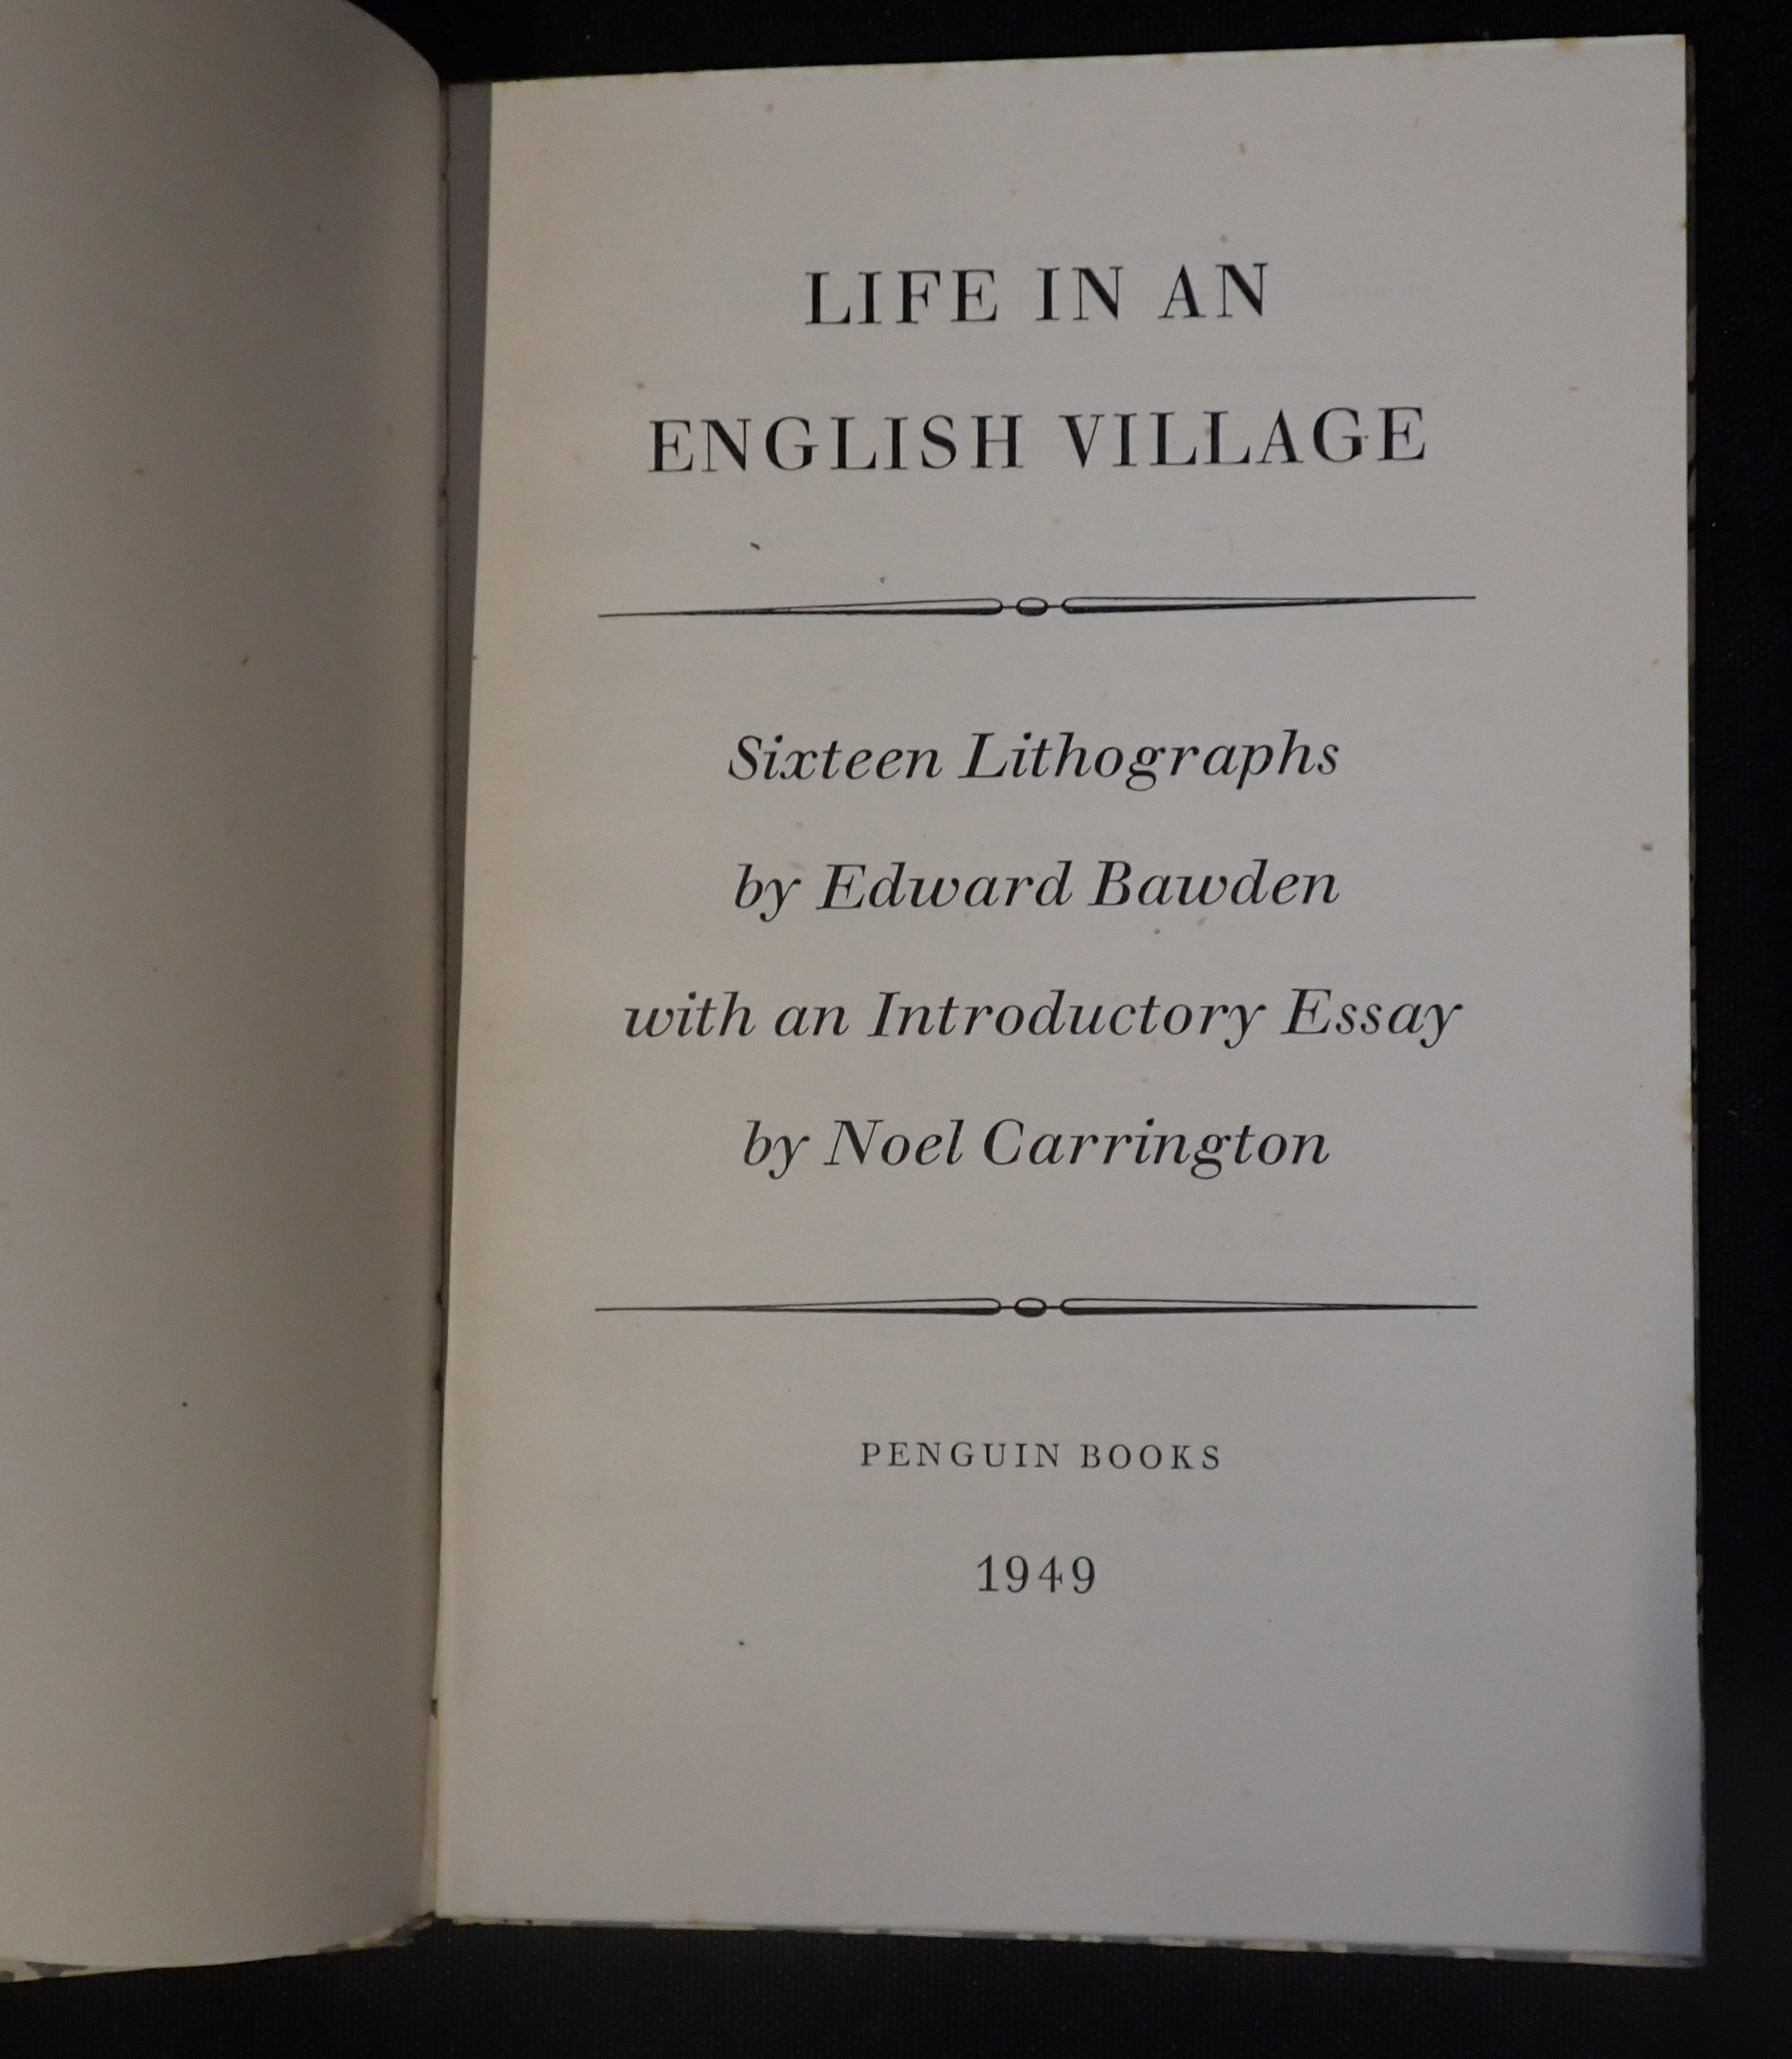 LIFE IN AN
ENGLISH VILLAGE
Sixteen Lithographs
by Edward Bawden
with an Introductory Essay
by Noel Carrington
PENGUIN BOOKS
1949